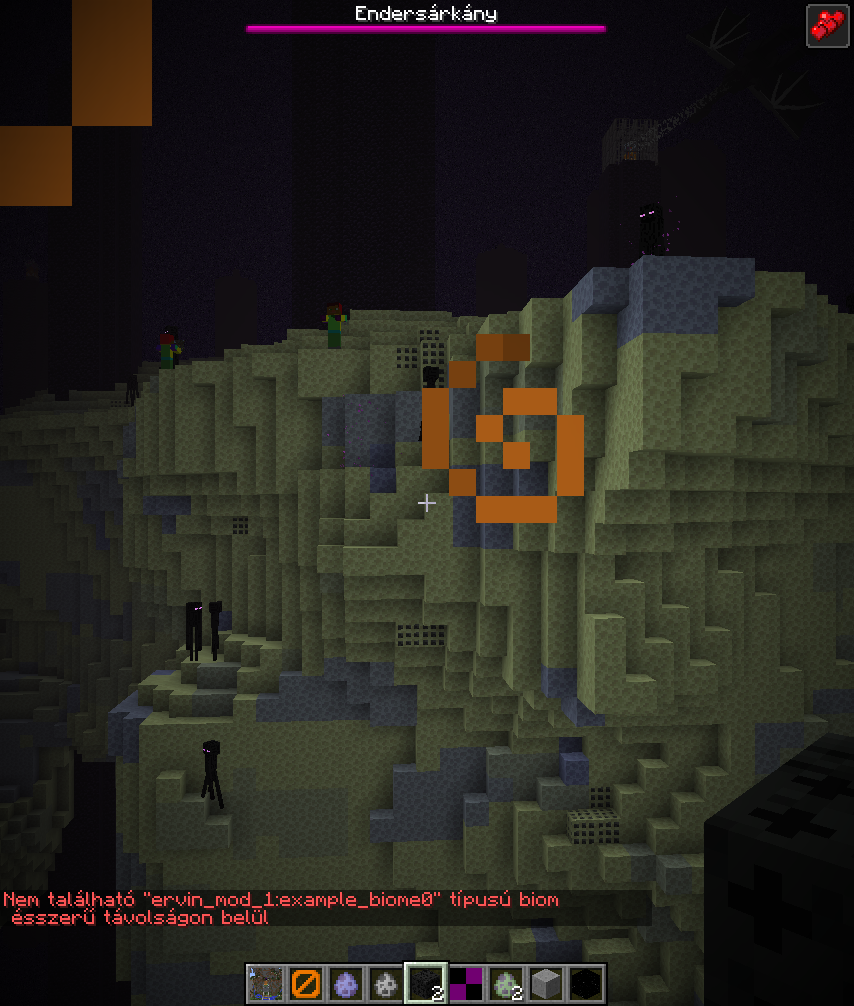 Endersárkány
Nem található "ervin_mod_1:example_biome0" típusú biom
ésszerű távolságon belül
2
2